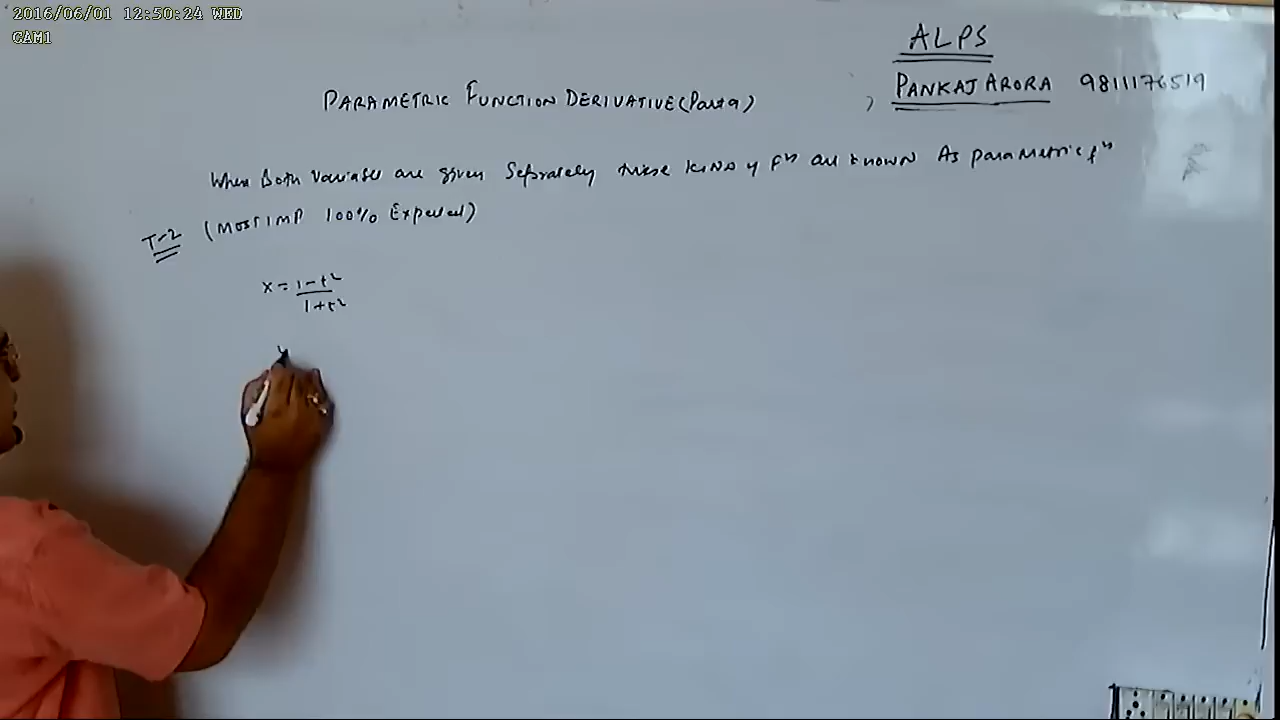 2016/06/01 12:50:24 WED
CAM1
ALPS
PARAMETRIC FUNCTION DERIVATIVE (Part 9) , PANKAJ ARORA 9811176519
When Both Variables are given Seprately these kind of Fⁿ are known As parametric fⁿ
T-2 (MOST IMP 100% Expected)
x = 1-t²
1+t²
y